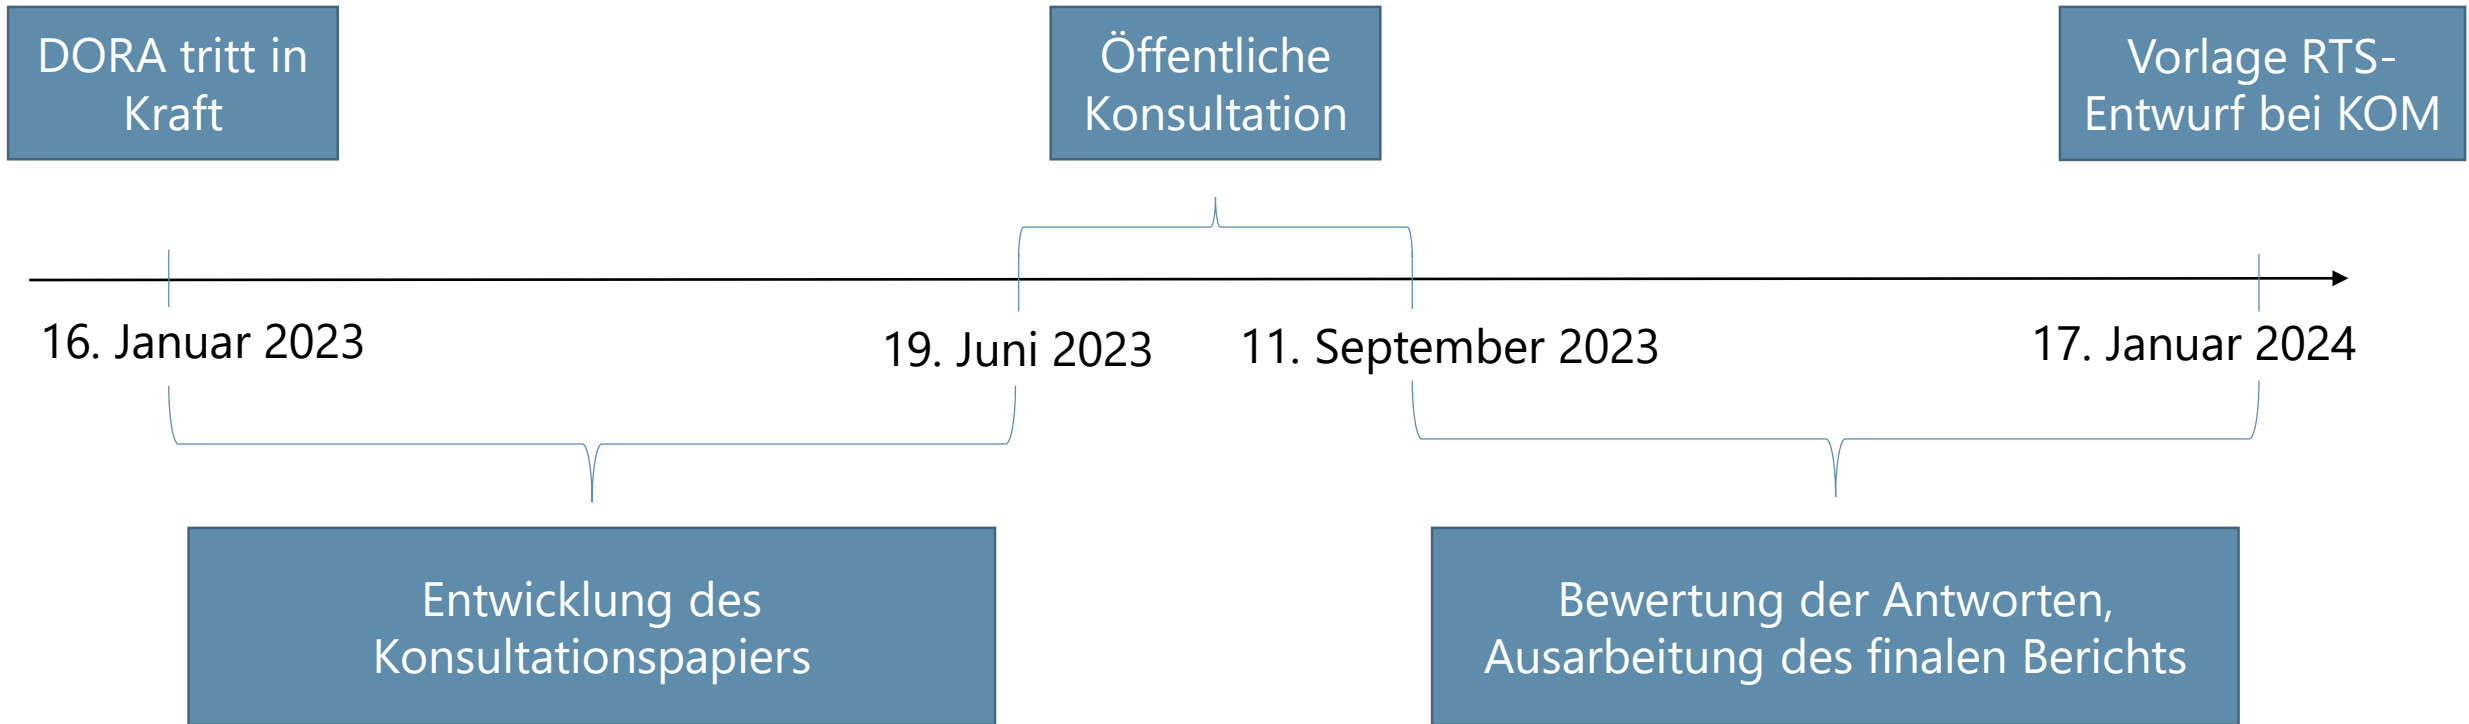 DORA tritt in
Kraft
Öffentliche
Konsultation
Vorlage RTS-
Entwurf bei KOM
16. Januar 2023
19. Juni 2023
11. September 2023
17. Januar 2024
Entwicklung des
Konsultationspapiers
Bewertung der Antworten,
Ausarbeitung des finalen Berichts